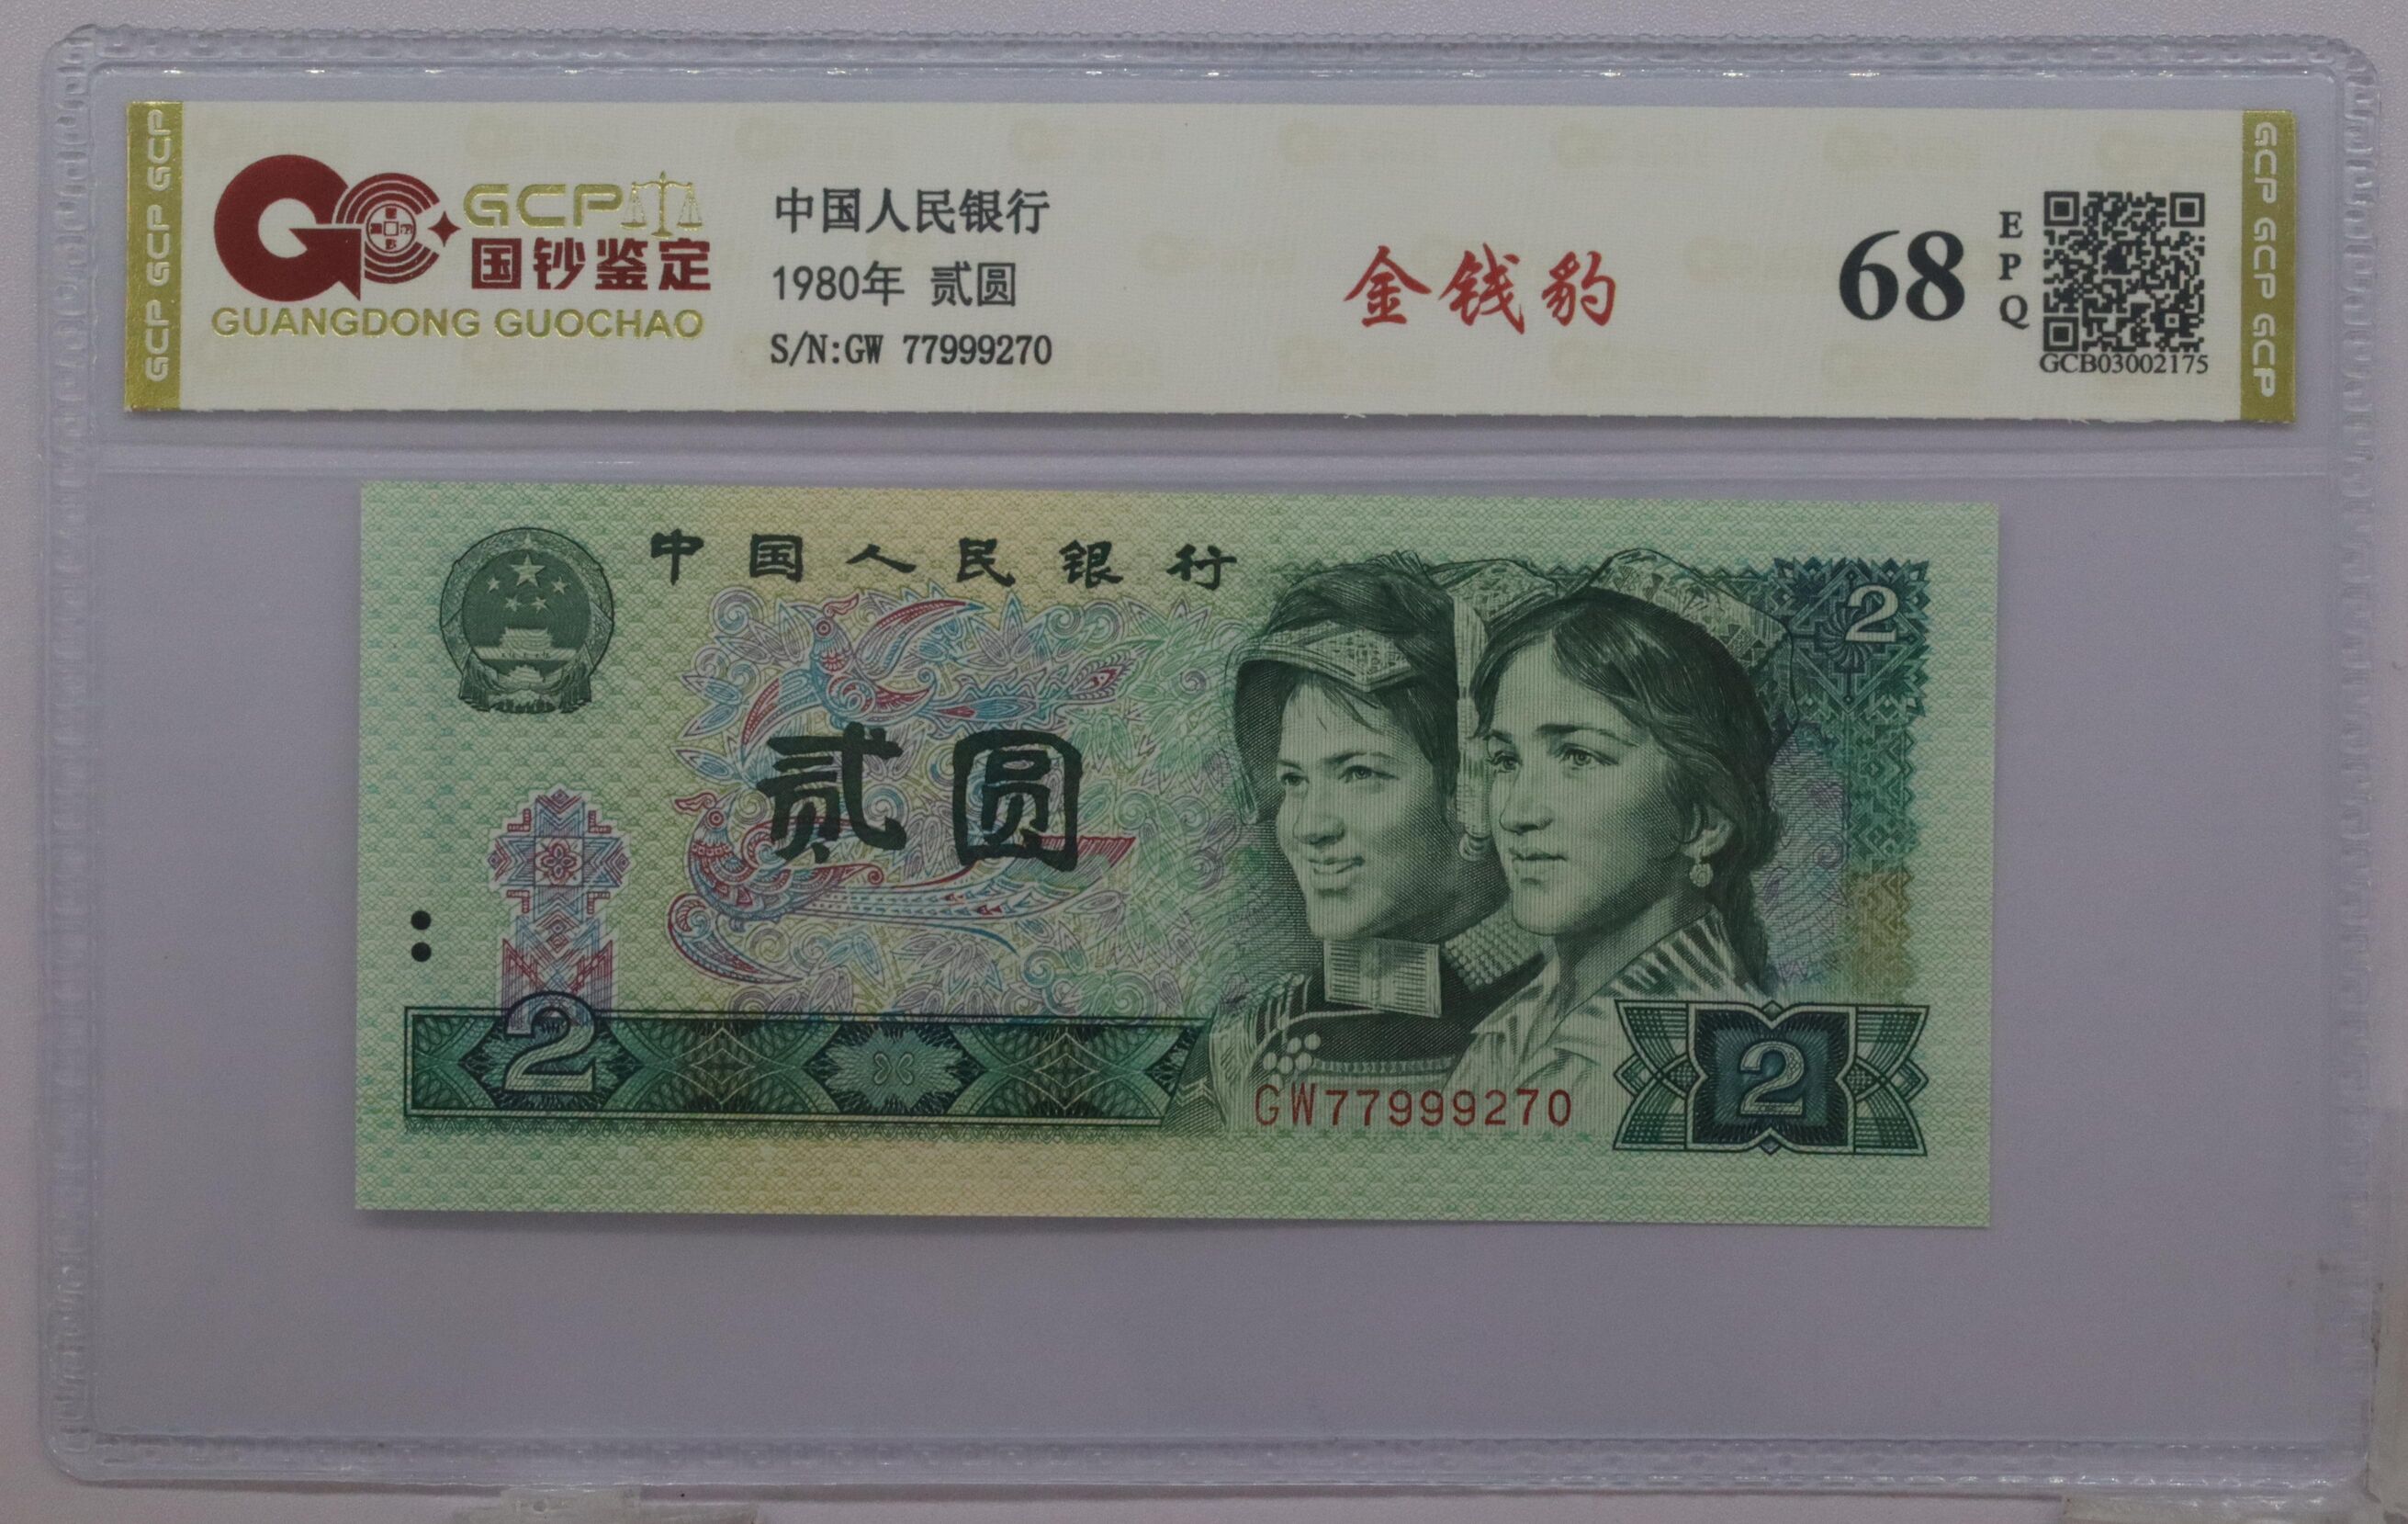 GCP GCP GCP GCP
GCP
国钞鉴定
GUANGDONG GUOCHAO
中国人民银行
1980年 贰圆
S/N:GW 77999270
金钱豹
68
EPQ
GCB03002175
GCP GCP GCP GCP
中国人民银行
贰圆
2
2
GW77999270
2